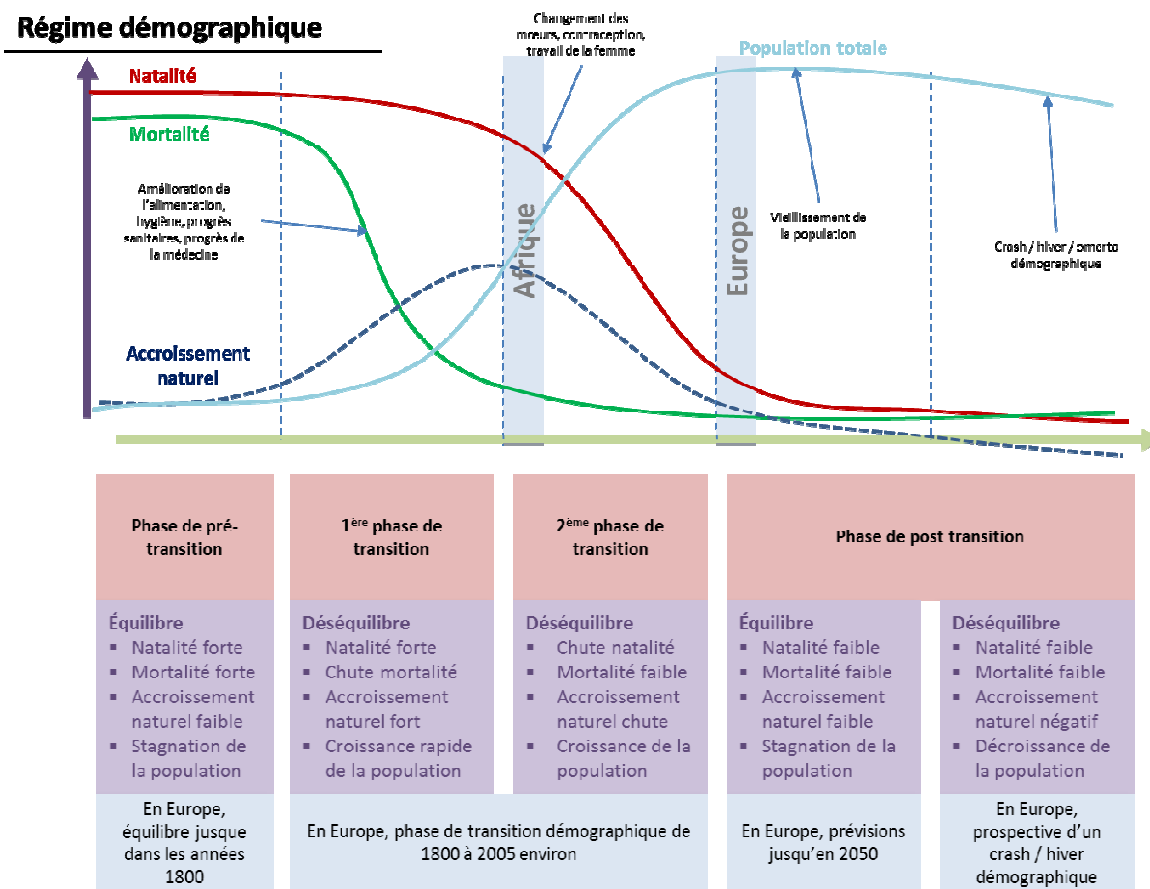 Régime démographique
Changement des
mœurs, contraception,
travail de la femme
Population totale
Natalité
Mortalité
Amélioration de
l'alimentation,
hygiène, progrès
sanitaires, progrès de
la médecine
Afrique
Europe
Vieillissement de
la population
Crash / hiver / omerta
démographique
Accroissement
naturel
Phase de pré-
transition
1ère phase de
transition
2ème phase de
transition
Phase de post transition
Équilibre
▪ Natalité forte
▪ Mortalité forte
▪ Accroissement
naturel faible
▪ Stagnation de
la population
Déséquilibre
▪ Natalité forte
▪ Chute mortalité
▪ Accroissement
naturel fort
▪ Croissance rapide
de la population
Déséquilibre
▪ Chute natalité
▪ Mortalité faible
▪ Accroissement
naturel chute
▪ Croissance de la
population
Équilibre
▪ Natalité faible
▪ Mortalité faible
▪ Accroissement
naturel faible
▪ Stagnation de la
population
Déséquilibre
▪ Natalité faible
▪ Mortalité faible
▪ Accroissement
naturel négatif
▪ Décroissance de
la population
En Europe,
équilibre jusque
dans les années
1800
En Europe, phase de transition démographique de
1800 à 2005 environ
En Europe, prévisions
jusqu'en 2050
En Europe,
prospective d'un
crash / hiver
démographique